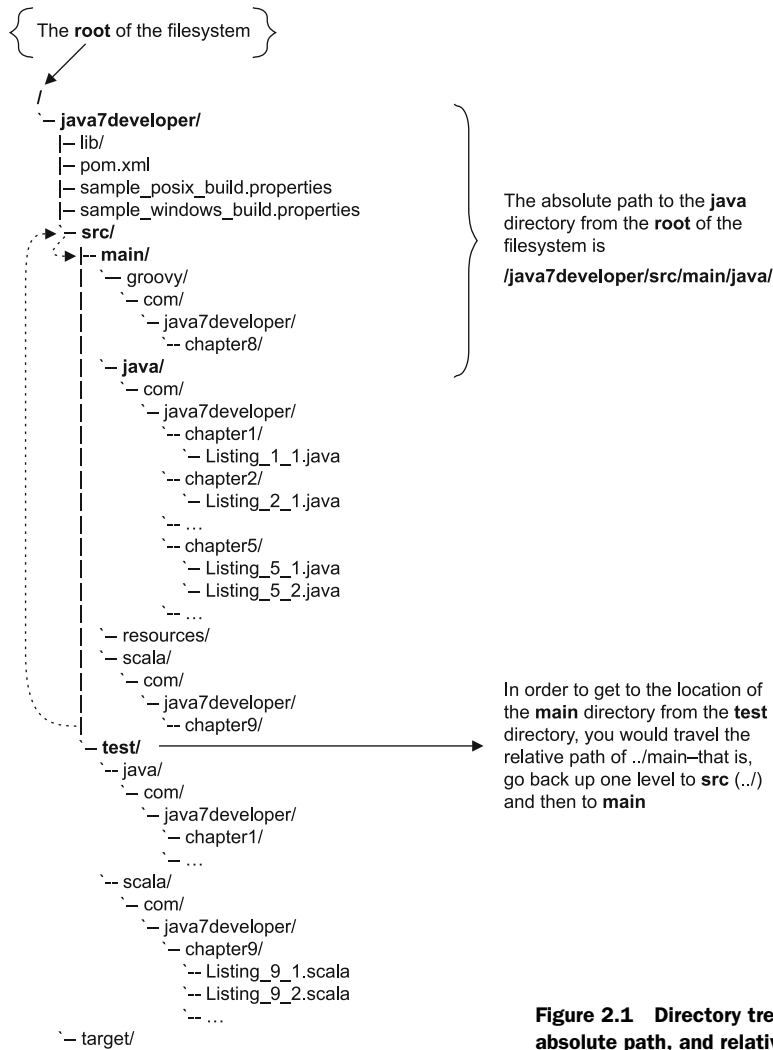 The root of the filesystem
/
`– java7developer/
|– lib/
|– pom.xml
|– sample_posix_build.properties
|– sample_windows_build.properties
`– src/
|-- main/
`– groovy/
`– com/
`– java7developer/
`-- chapter8/
`– java/
`– com/
`– java7developer/
`-- chapter1/
`– Listing_1_1.java
`-- chapter2/
`– Listing_2_1.java
`-- ...
`-- chapter5/
`– Listing_5_1.java
`– Listing_5_2.java
`-- ...
`– resources/
`– scala/
`– com/
`– java7developer/
`-- chapter9/
`– test/
`-- java/
`– com/
`– java7developer/
`– chapter1/
`– ...
`-- scala/
`– com/
`– java7developer/
`– chapter9/
`-- Listing_9_1.scala
`-- Listing_9_2.scala
`-- ...
`– target/
The absolute path to the java
directory from the root of the
filesystem is
/java7developer/src/main/java/
In order to get to the location of
the main directory from the test
directory, you would travel the
relative path of ../main–that is,
go back up one level to src (../)
and then to main
Figure 2.1 Directory
absolute path, and